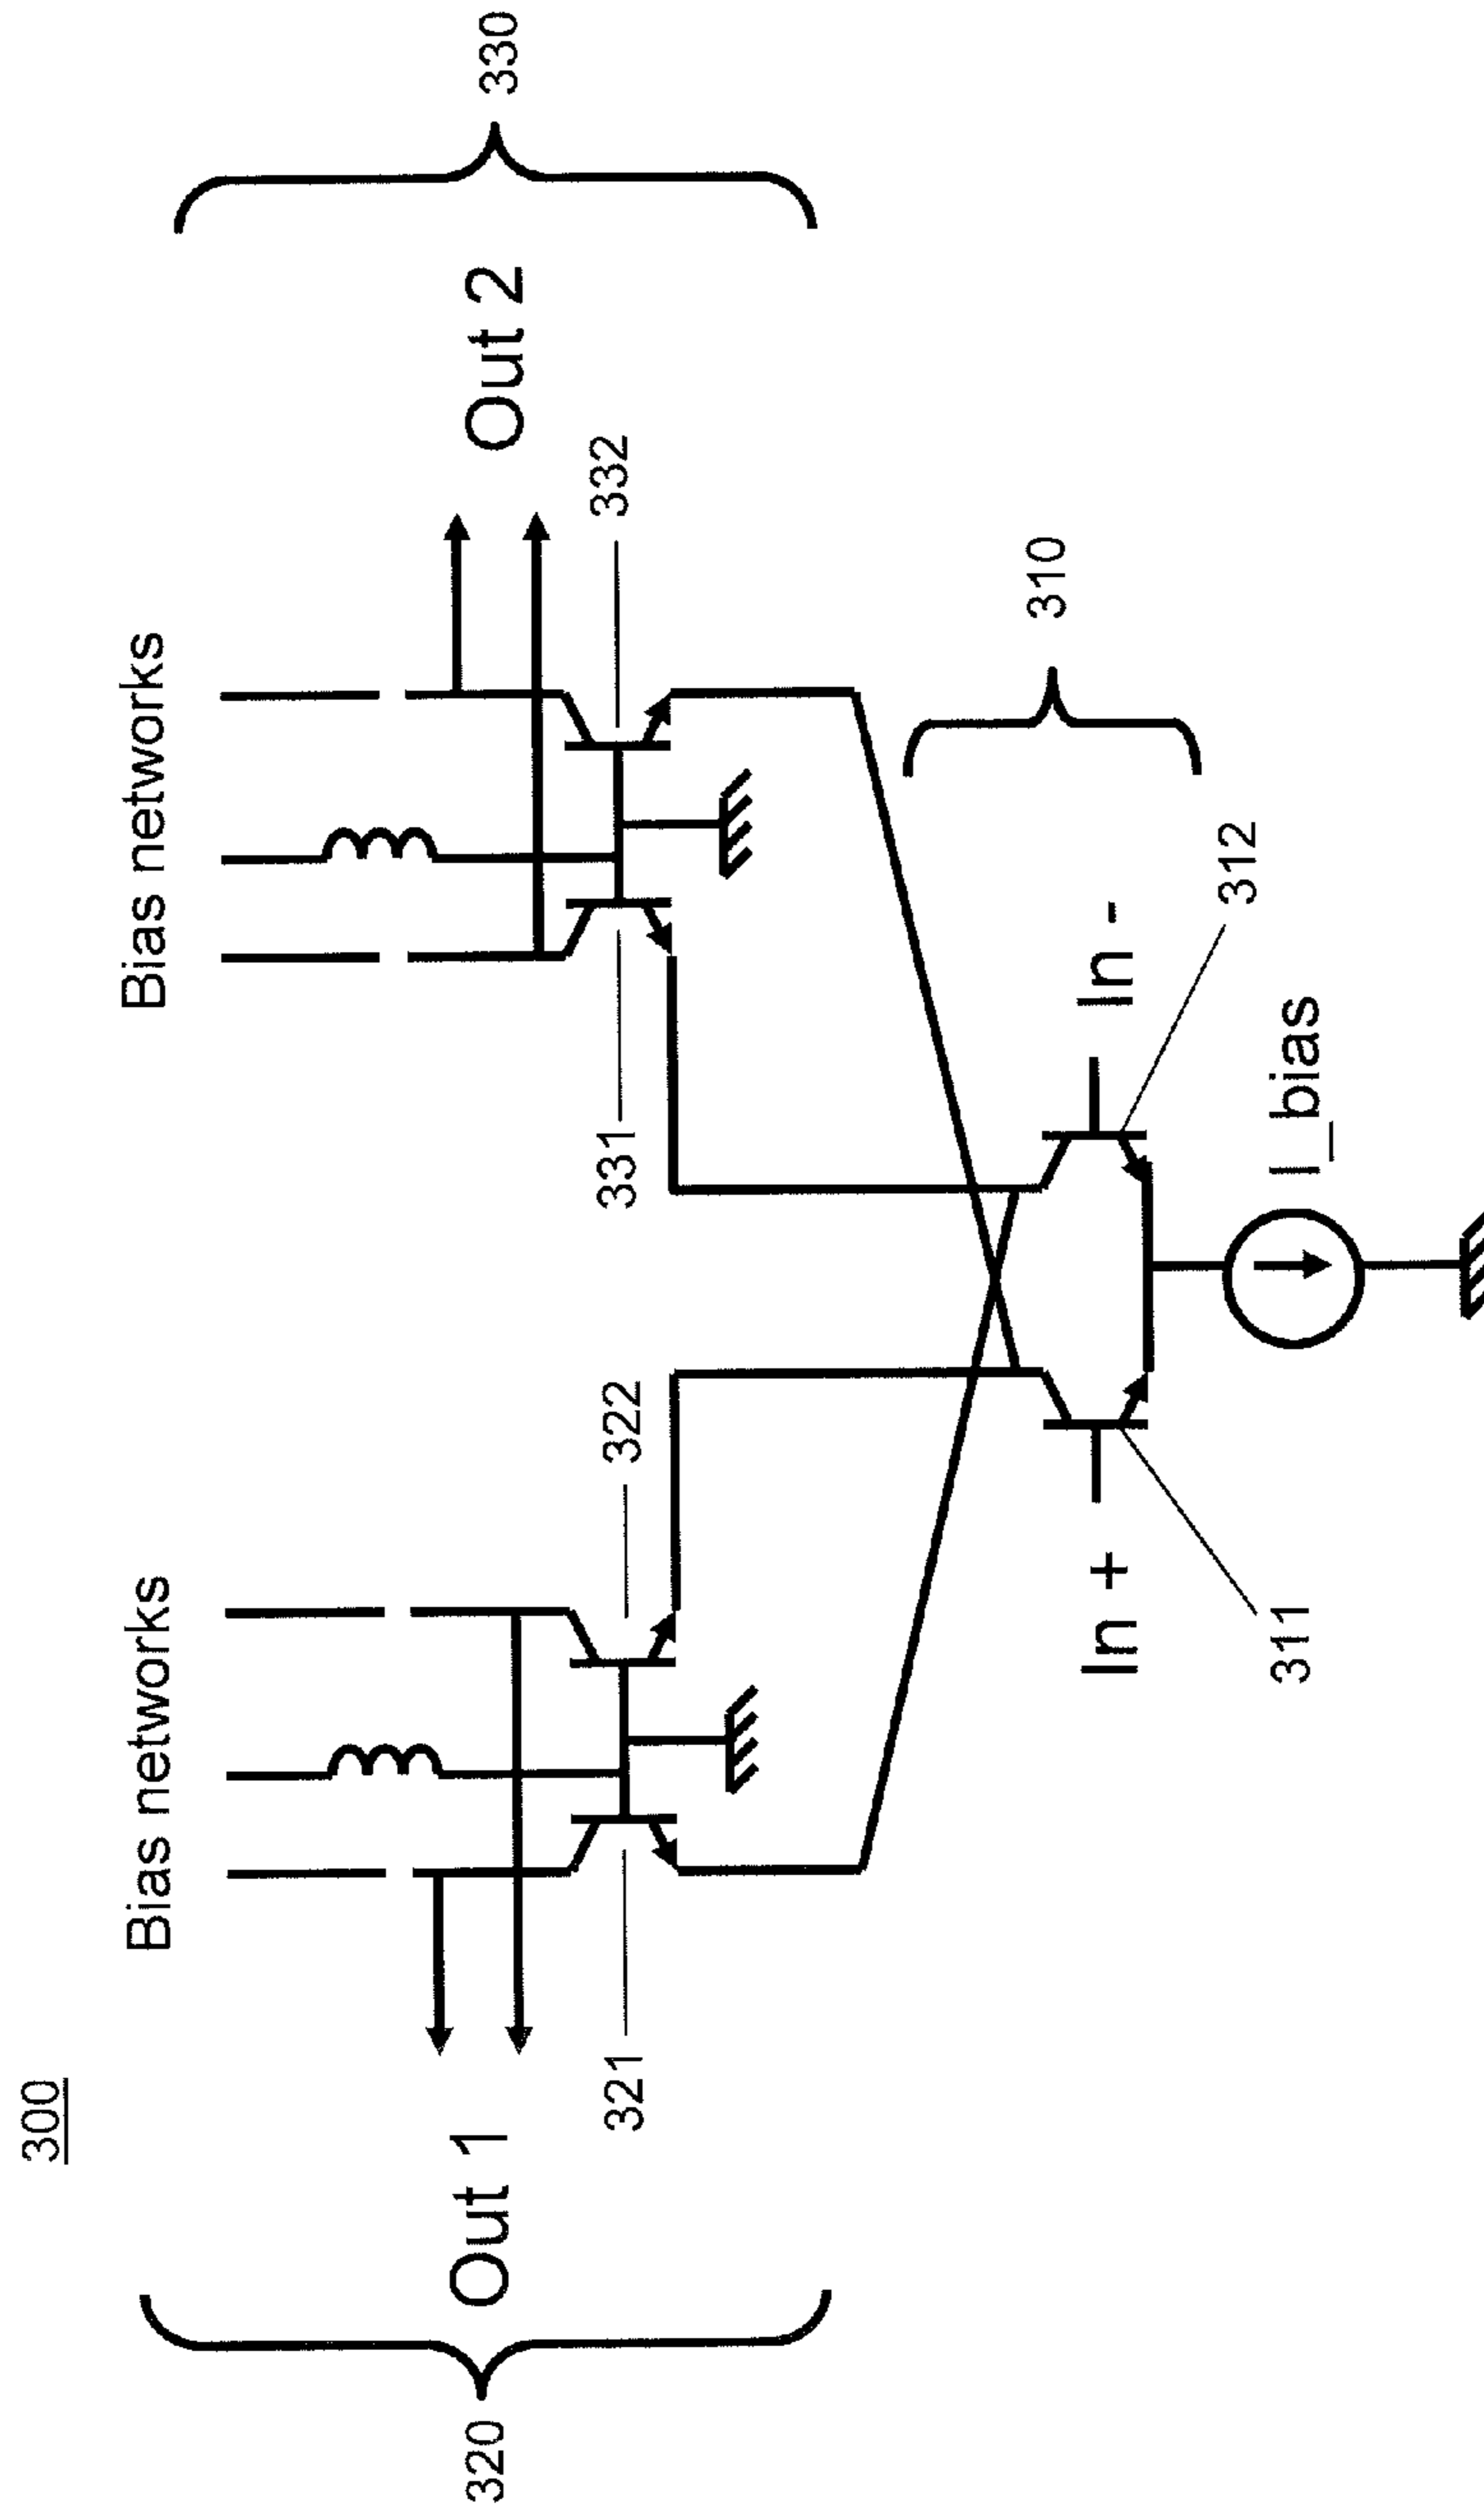 300
Bias networks
Bias networks
320
Out 1
Out 2
330
321
322
331
332
310
In +
In -
311
312
I_bias